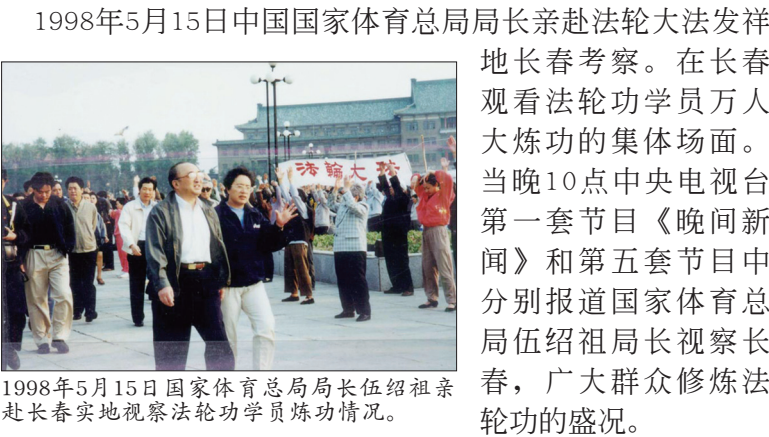 1998年5月15日中国国家体育总局局长亲赴法轮大法发祥
地长春考察。在长春
观看法轮功学员万人
大炼功的集体场面。
当晚10点中央电视台
第一套节目《晚间新
闻》和第五套节目中
分别报道国家体育总
局伍绍祖局长视察长
春，广大群众修炼法
轮功的盛况。
法輪大法
1998年5月15日国家体育总局局长伍绍祖亲
赴长春实地视察法轮功学员炼功情况。